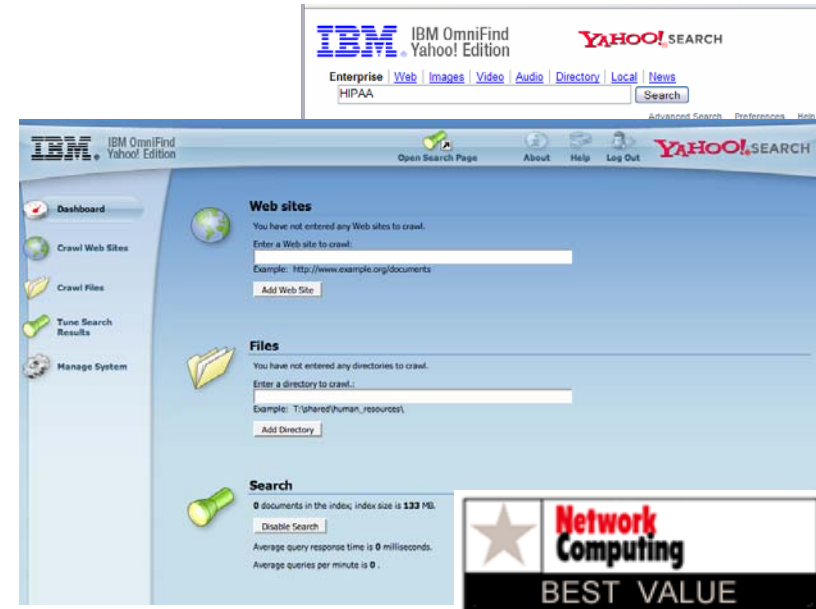 IBM. IBM OmniFind Yahoo! Edition YAHOO! SEARCH
Enterprise | Web | Images | Video | Audio | Directory | Local | News
HIPAA Search
Advanced Search Preferences Help
IBM. IBM OmniFind Yahoo! Edition
Open Search Page About Help Log Out YAHOO! SEARCH
Dashboard
Crawl Web Sites
Crawl Files
Tune Search
Results
Manage System
Web sites
You have not entered any Web sites to crawl.
Enter a Web site to crawl:
Example: http://www.example.org/documents
Add Web Site
Files
You have not entered any directories to crawl.
Enter a directory to crawl.:
Example: T:\shared\human_resources\
Add Directory
Search
0 documents in the index; index size is 133 MB.
Disable Search
Average query response time is 0 milliseconds.
Average queries per minute is 0 .
Network
Computing
BEST VALUE